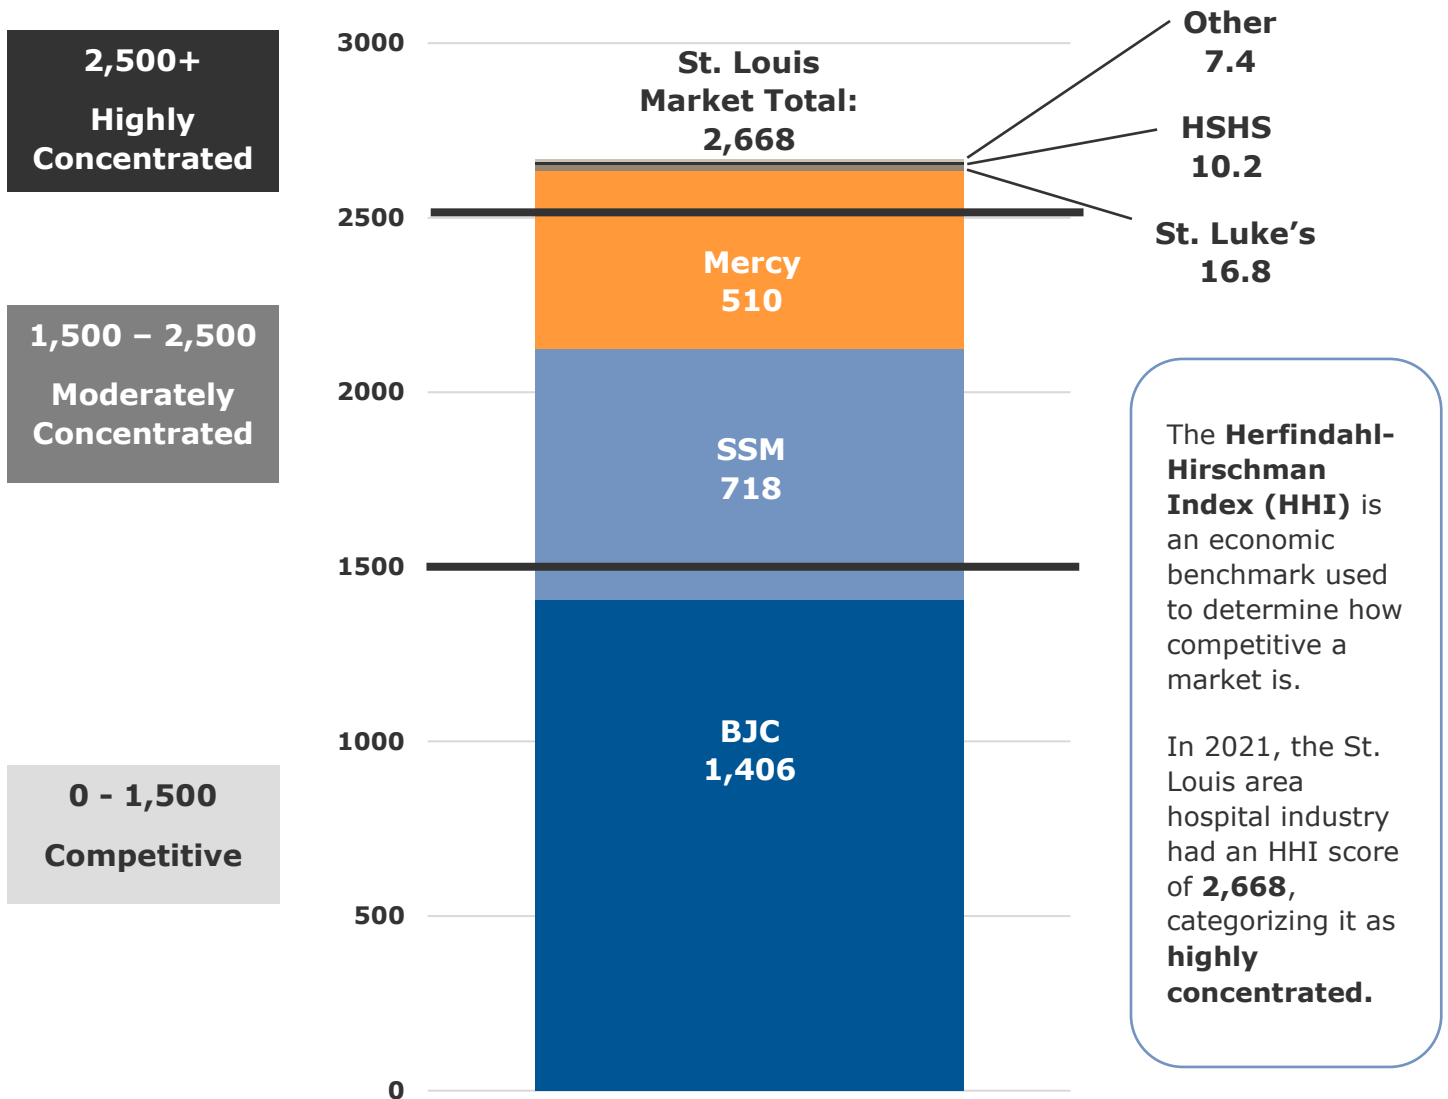 2,500+
Highly
Concentrated
1,500 – 2,500
Moderately
Concentrated
0 - 1,500
Competitive
3000
2500
2000
1500
1000
500
0
St. Louis
Market Total:
2,668
Mercy
510
SSM
718
BJC
1,406
Other
7.4
HSHS
10.2
St. Luke’s
16.8
The Herfindahl-
Hirschman
Index (HHI) is
an economic
benchmark used
to determine how
competitive a
market is.
In 2021, the St.
Louis area
hospital industry
had an HHI score
of 2,668,
categorizing it as
highly
concentrated.